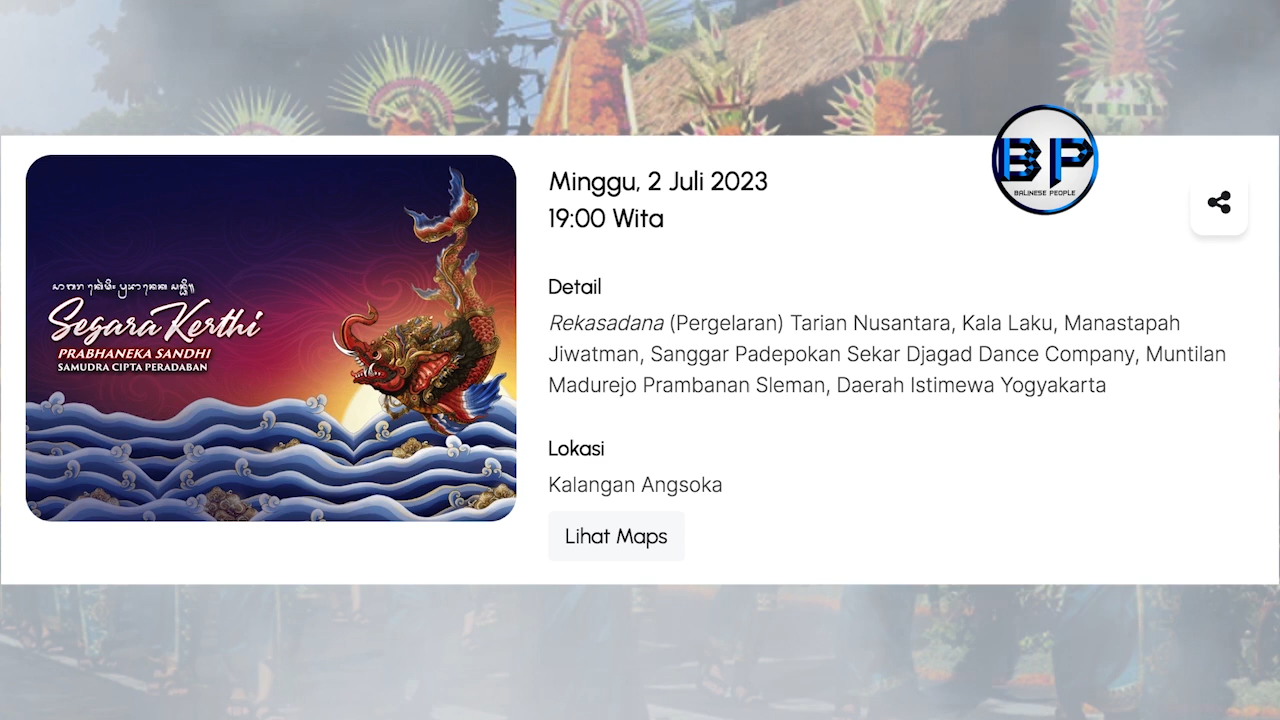 Minggu, 2 Juli 2023
19:00 Wita
BP
BALINESE PEOPLE
Segara Kerthi
PRABHANEKA SANDHI
SAMUDRA CIPTA PERADABAN
Detail
Rekasadana (Pergelaran) Tarian Nusantara, Kala Laku, Manastapah
Jiwatman, Sanggar Padepokan Sekar Djagad Dance Company, Muntilan
Madurejo Prambanan Sleman, Daerah Istimewa Yogyakarta
Lokasi
Kalangan Angsoka
Lihat Maps